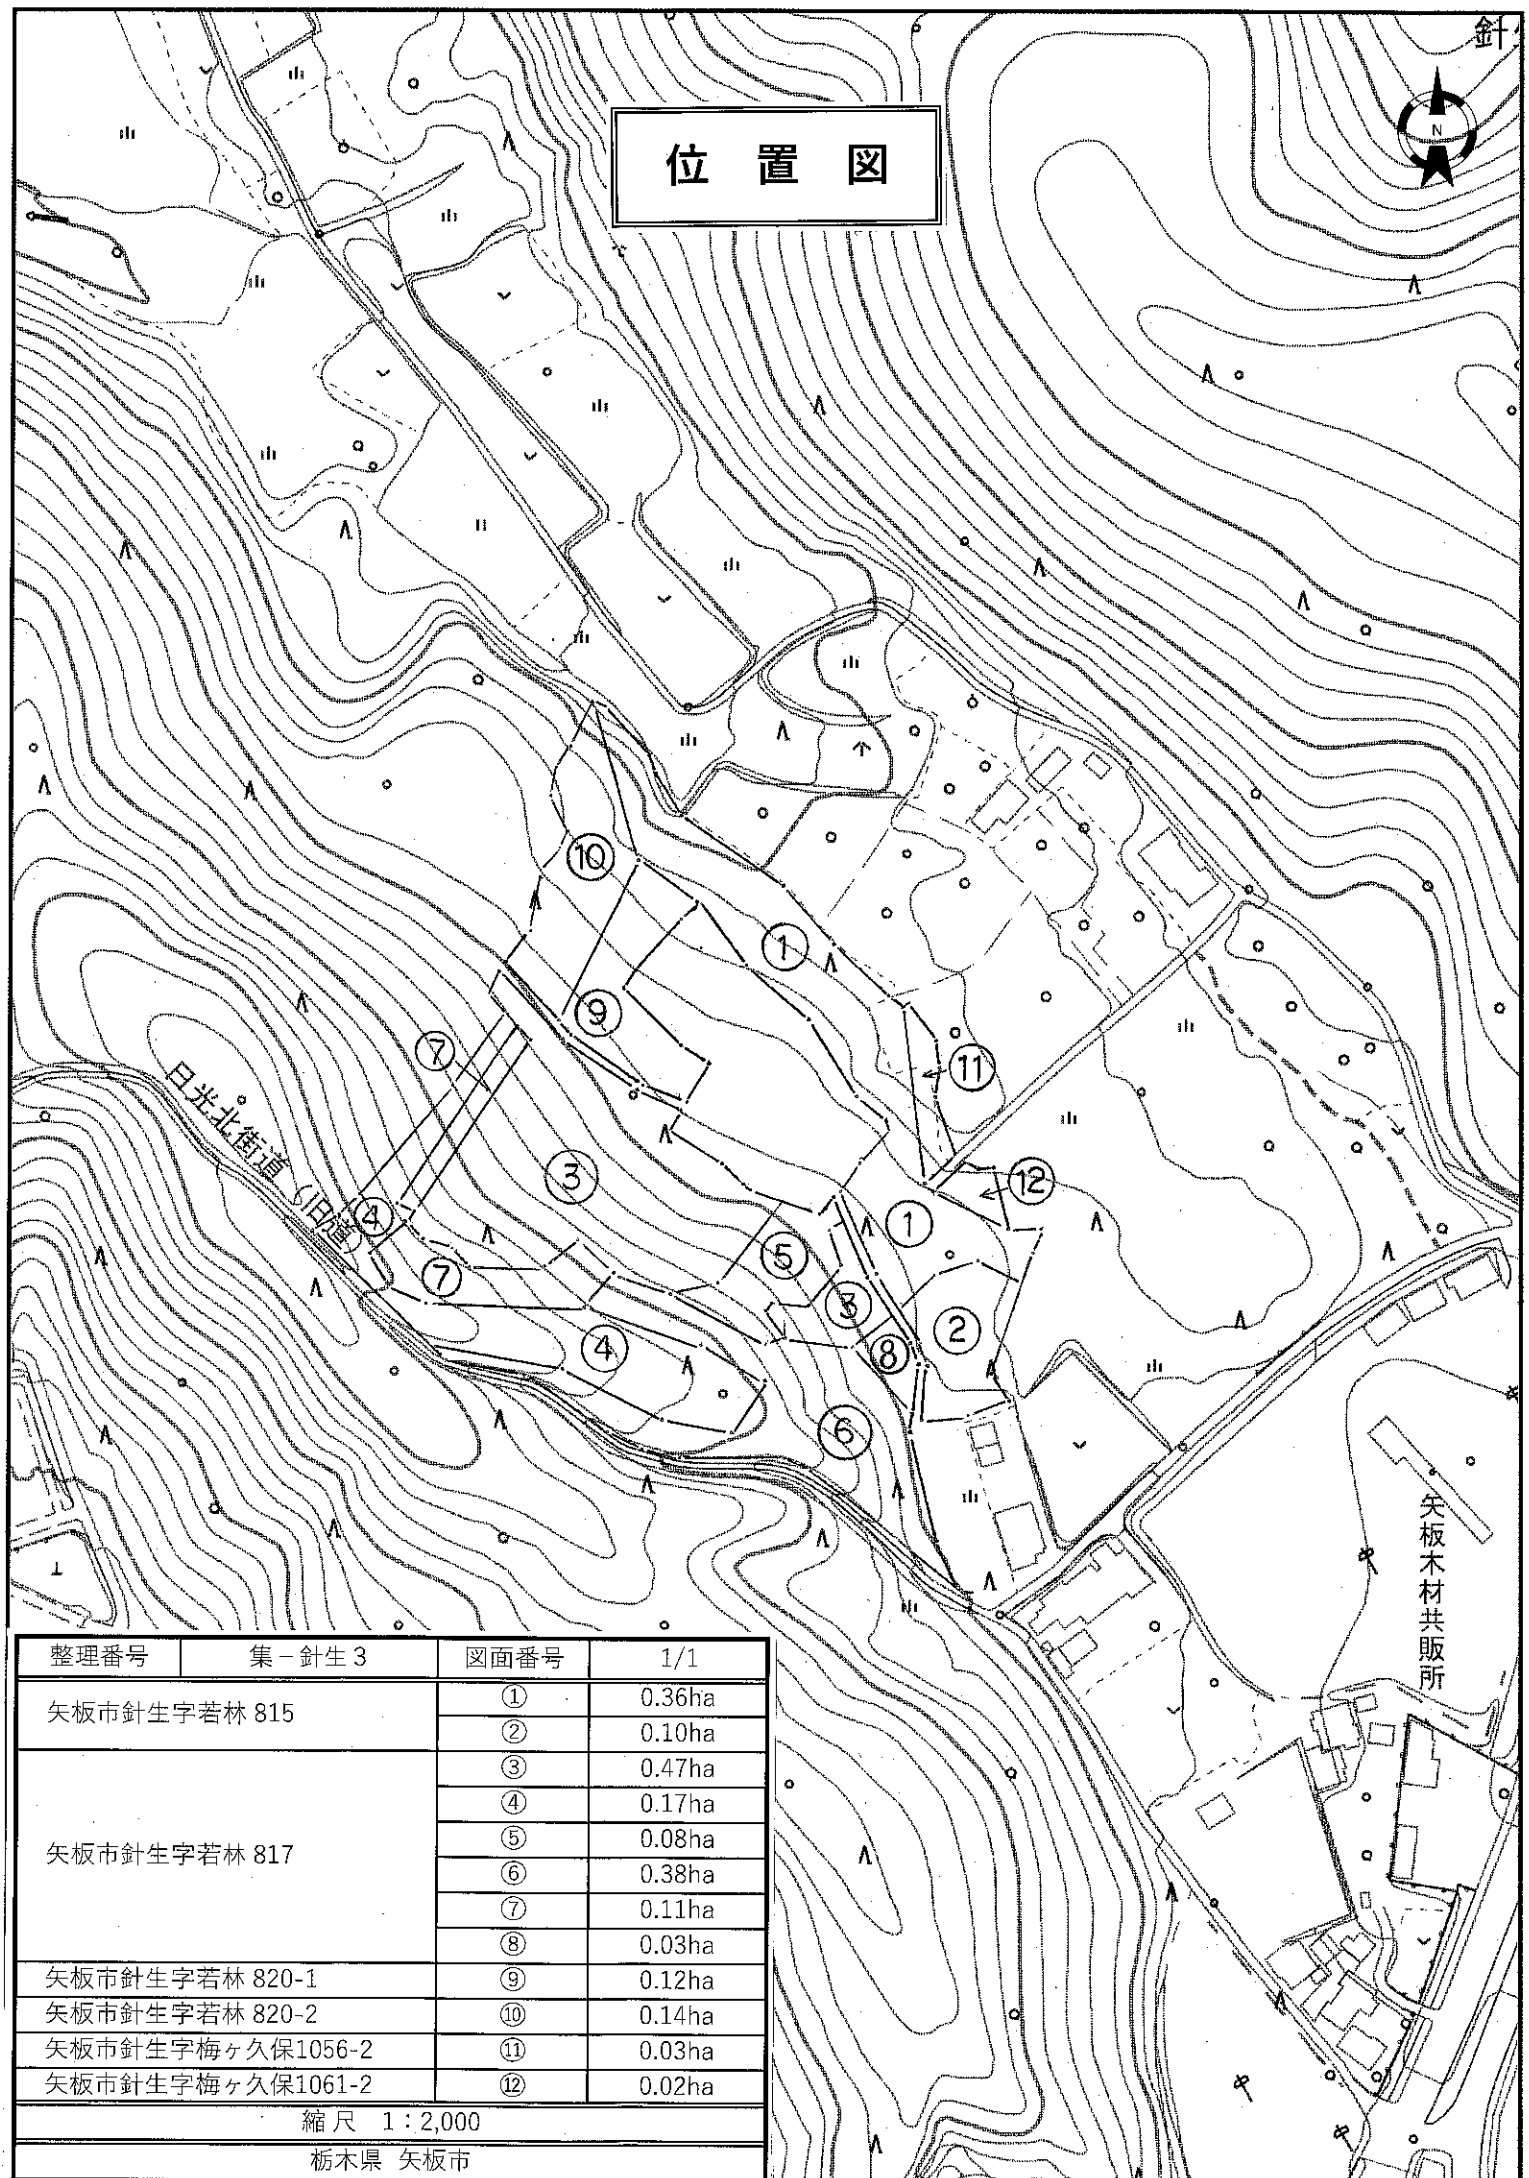 針
位置図
N
⑩
①
⑨
⑦
⑪
日光北街道（旧道）
③
⑫
④
①
⑤
⑦
③
②
④
⑧
⑥
矢板木材共販所
整理番号 集－針生3 図面番号 1/1
矢板市針生字若林 815 ① 0.36ha
② 0.10ha
矢板市針生字若林 817 ③ 0.47ha
④ 0.17ha
⑤ 0.08ha
⑥ 0.38ha
⑦ 0.11ha
⑧ 0.03ha
矢板市針生字若林 820-1 ⑨ 0.12ha
矢板市針生字若林 820-2 ⑩ 0.14ha
矢板市針生字梅ヶ久保1056-2 ⑪ 0.03ha
矢板市針生字梅ヶ久保1061-2 ⑫ 0.02ha
縮尺 1：2,000
栃木県 矢板市